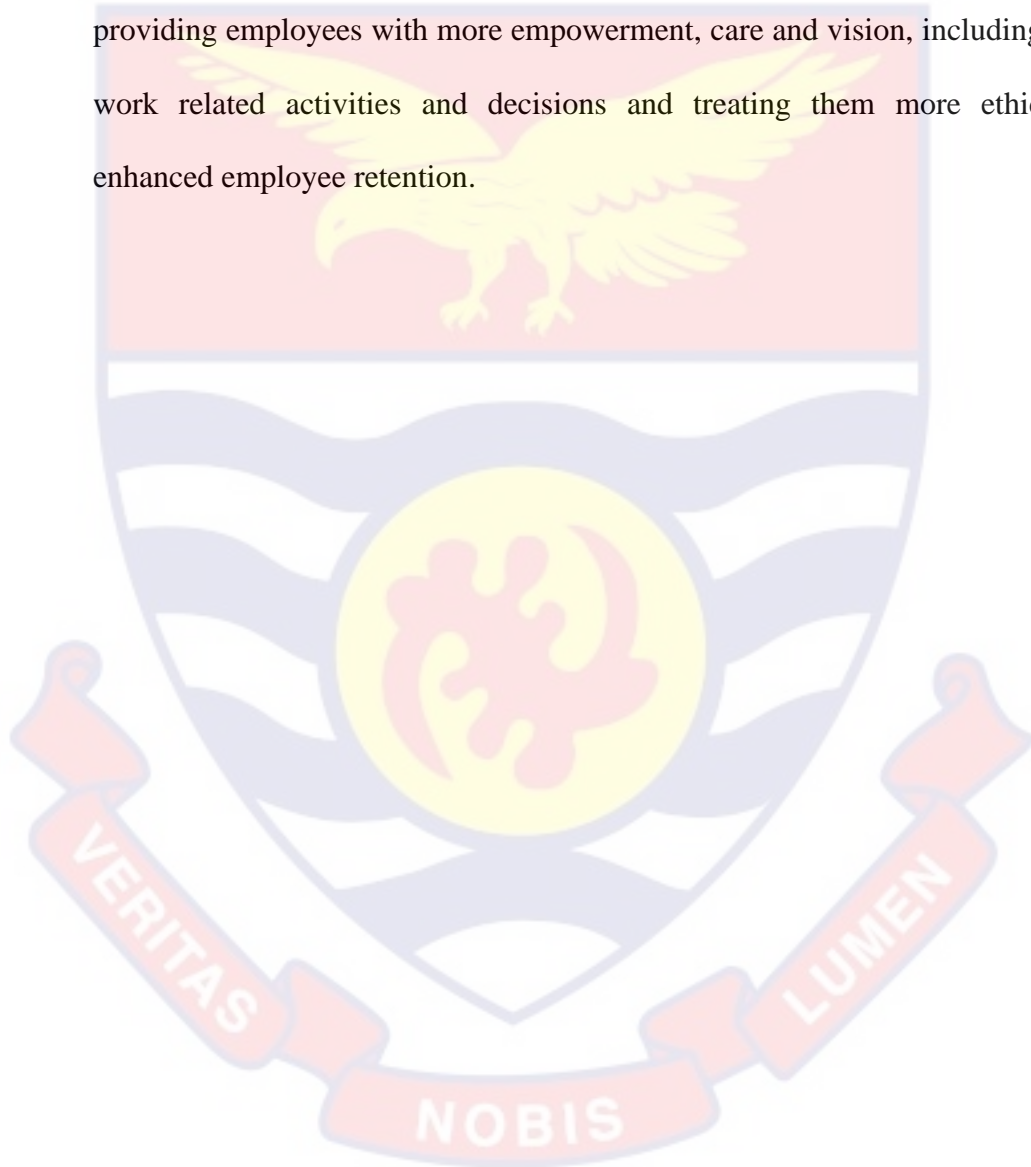 providing employees with more empowerment, care and vision, including
work related activities and decisions and treating them more
enhanced employee retention.
VERITAS
NOBIS
LUMEN